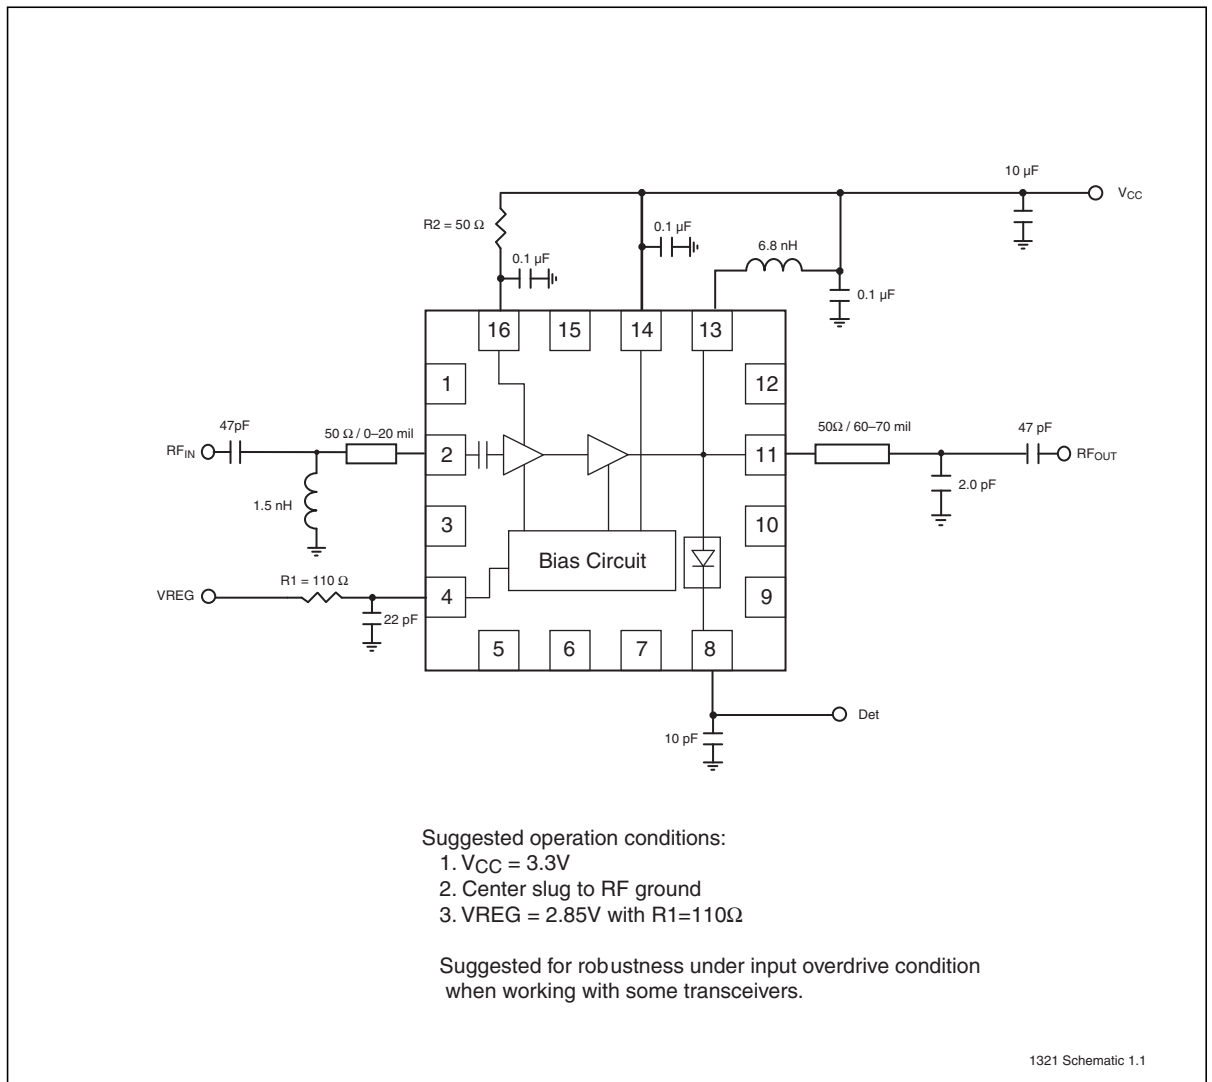 10 µF
VCC
R2 = 50 Ω
0.1 µF
0.1 µF
6.8 nH
0.1 µF
16
15
14
13
1
12
47pF
50 Ω / 0–20 mil
50Ω / 60–70 mil
47 pF
RFIN
2
11
RFOUT
2.0 pF
1.5 nH
3
10
Bias Circuit
R1 = 110 Ω
VREG
4
9
22 pF
5
6
7
8
Det
10 pF
Suggested operation conditions:
1. VCC = 3.3V
2. Center slug to RF ground
3. VREG = 2.85V with R1=110Ω
Suggested for robustness under input overdrive condition
when working with some transceivers.
1321 Schematic 1.1